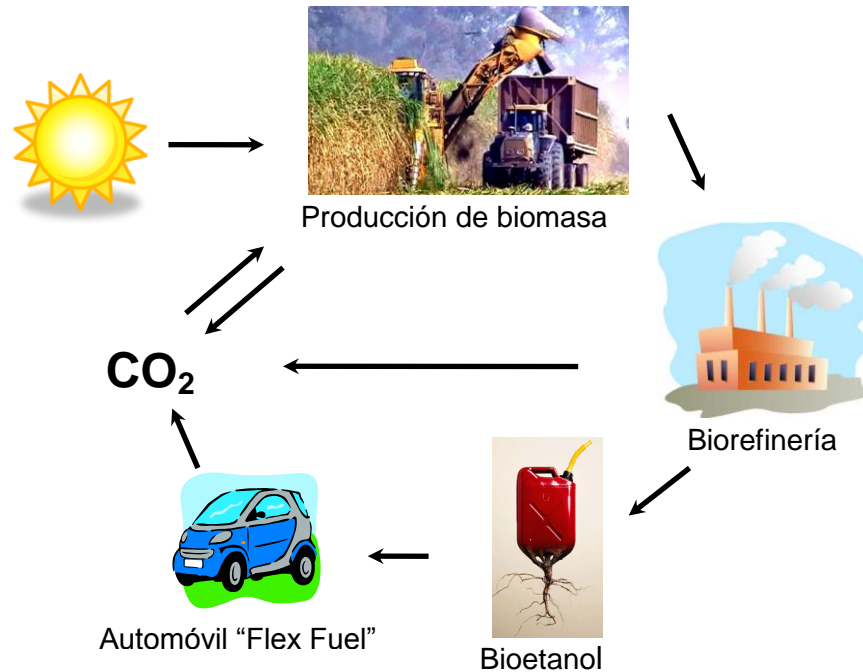 Producción de biomasa
CO₂
Biorefinería
Automóvil “Flex Fuel”
Bioetanol